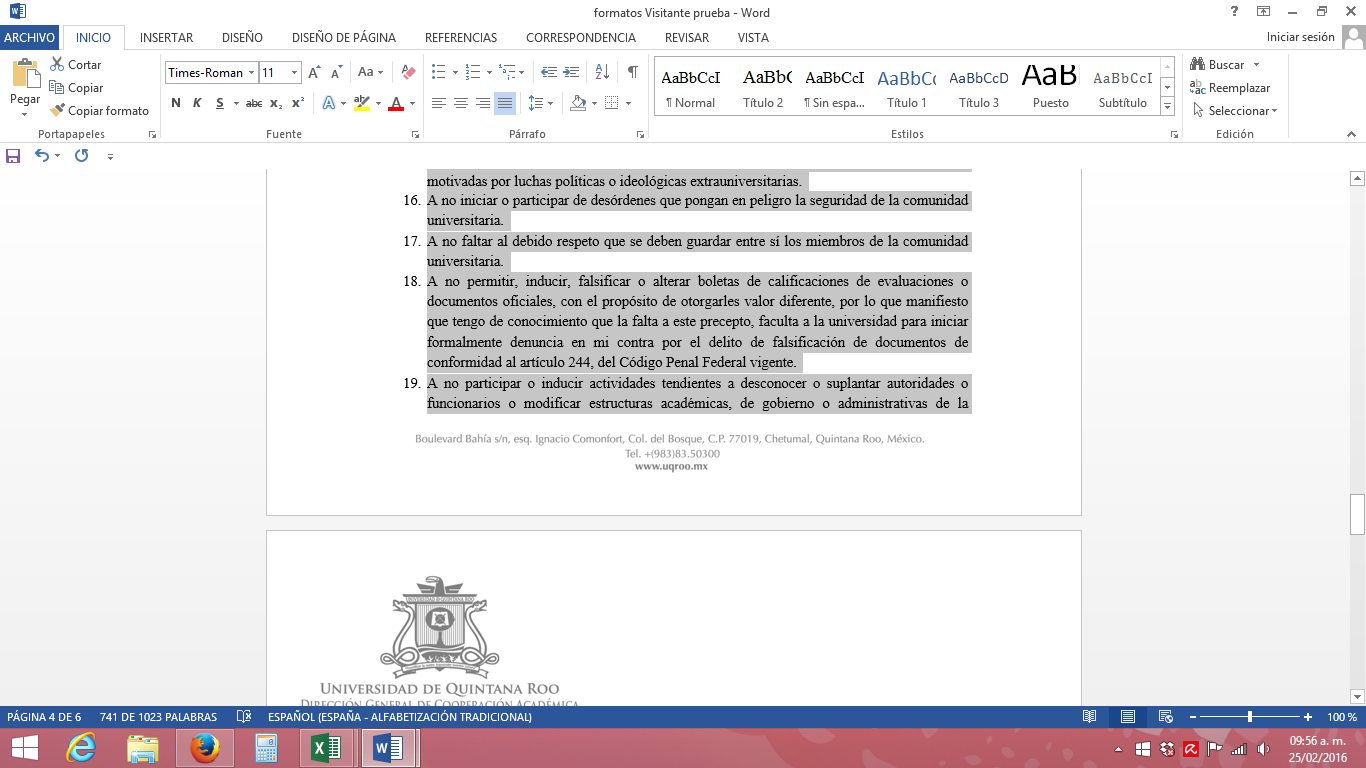 formatos Visitante prueba - Word
ARCHIVO INICIO INSERTAR DISEÑO DISEÑO DE PÁGINA REFERENCIAS CORRESPONDENCIA REVISAR VISTA Iniciar sesión
Pegar
Cortar
Copiar
Copiar formato
Portapapeles
Times-Roman 11
Aa
N K S abc x₂ x²
Fuente
Párrafo
AaBbCcI AaBbC AaBbCcI AaBbCc AaBbCcD AaB AaBbCcI
¶ Normal Título 2 ¶ Sin espa... Título 1 Título 3 Puesto Subtítulo
Estilos
Buscar
Reemplazar
Seleccionar
Edición
motivadas por luchas políticas o ideológicas extrauniversitarias.
16. A no iniciar o participar de desórdenes que pongan en peligro la seguridad de la comunidad
universitaria.
17. A no faltar al debido respeto que se deben guardar entre sí los miembros de la comunidad
universitaria.
18. A no permitir, inducir, falsificar o alterar boletas de calificaciones de evaluaciones o
documentos oficiales, con el propósito de otorgarles valor diferente, por lo que manifiesto
que tengo de conocimiento que la falta a este precepto, faculta a la universidad para iniciar
formalmente denuncia en mi contra por el delito de falsificación de documentos de
conformidad al artículo 244, del Código Penal Federal vigente.
19. A no participar o inducir actividades tendientes a desconocer o suplantar autoridades o
funcionarios o modificar estructuras académicas, de gobierno o administrativas de la
Boulevard Bahía s/n, esq. Ignacio Comonfort, Col. del Bosque, C.P. 77019, Chetumal, Quintana Roo, México.
Tel. +(983)83.50300
www.uqroo.mx
UNIVERSIDAD DE QUINTANA ROO
DIRECCIÓN GENERAL DE COOPERACIÓN ACADÉMICA
PÁGINA 4 DE 6 741 DE 1023 PALABRAS ESPAÑOL (ESPAÑA - ALFABETIZACIÓN TRADICIONAL) 100 %
09:56 a. m.
25/02/2016